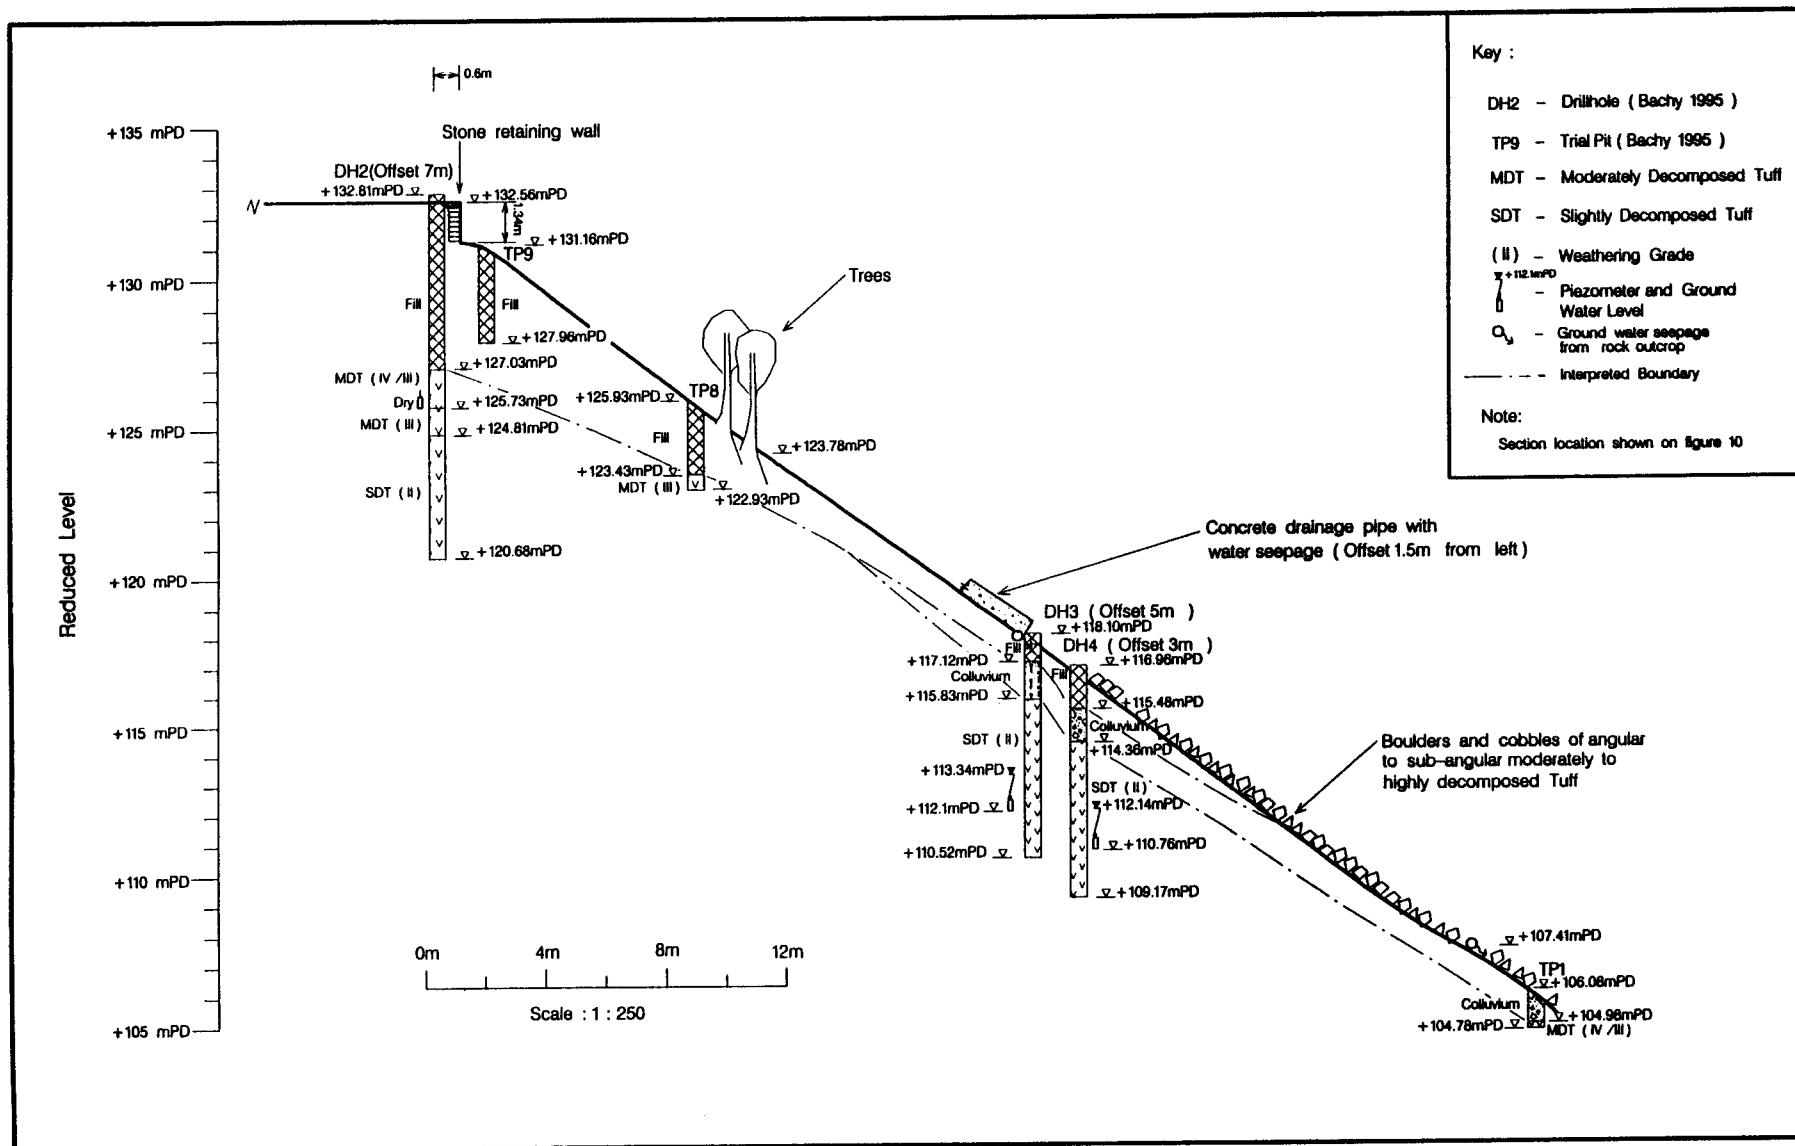 0.6m
Stone retaining wall
DH2(Offset 7m)
+132.81mPD
+132.56mPD
1.34m
+131.16mPD
TP9
Fill
Fill
+127.96mPD
+127.03mPD
MDT (IV/III)
Dry
+125.73mPD
MDT (III)
+124.81mPD
SDT (II)
+120.68mPD
Reduced Level
+135 mPD
+130 mPD
+125 mPD
+120 mPD
+115 mPD
+110 mPD
+105 mPD
Trees
TP8
+125.93mPD
Fill
+123.43mPD
MDT (III)
+122.93mPD
+123.78mPD
Concrete drainage pipe with
water seepage (Offset 1.5m from left)
DH3 (Offset 5m )
+118.10mPD
Fill
+117.12mPD
Colluvium
+115.83mPD
SDT (II)
+113.34mPD
+112.1mPD
+110.52mPD
DH4 (Offset 3m )
+116.96mPD
Fill
+115.48mPD
Colluvium
+114.36mPD
SDT (II)
+112.14mPD
+110.76mPD
+109.17mPD
Boulders and cobbles of angular
to sub-angular moderately to
highly decomposed Tuff
+107.41mPD
TP1
+106.08mPD
Colluvium
+104.98mPD
+104.78mPD
MDT (IV/III)
0m 4m 8m 12m
Scale : 1 : 250
Key :
DH2 - Drillhole (Bachy 1995 )
TP9 - Trial Pit (Bachy 1995 )
MDT - Moderately Decomposed Tuff
SDT - Slightly Decomposed Tuff
(II) - Weathering Grade
+112.1mPD
- Piezometer and Ground
Water Level
- Ground water seepage
from rock outcrop
- Interpreted Boundary
Note:
Section location shown on figure 10